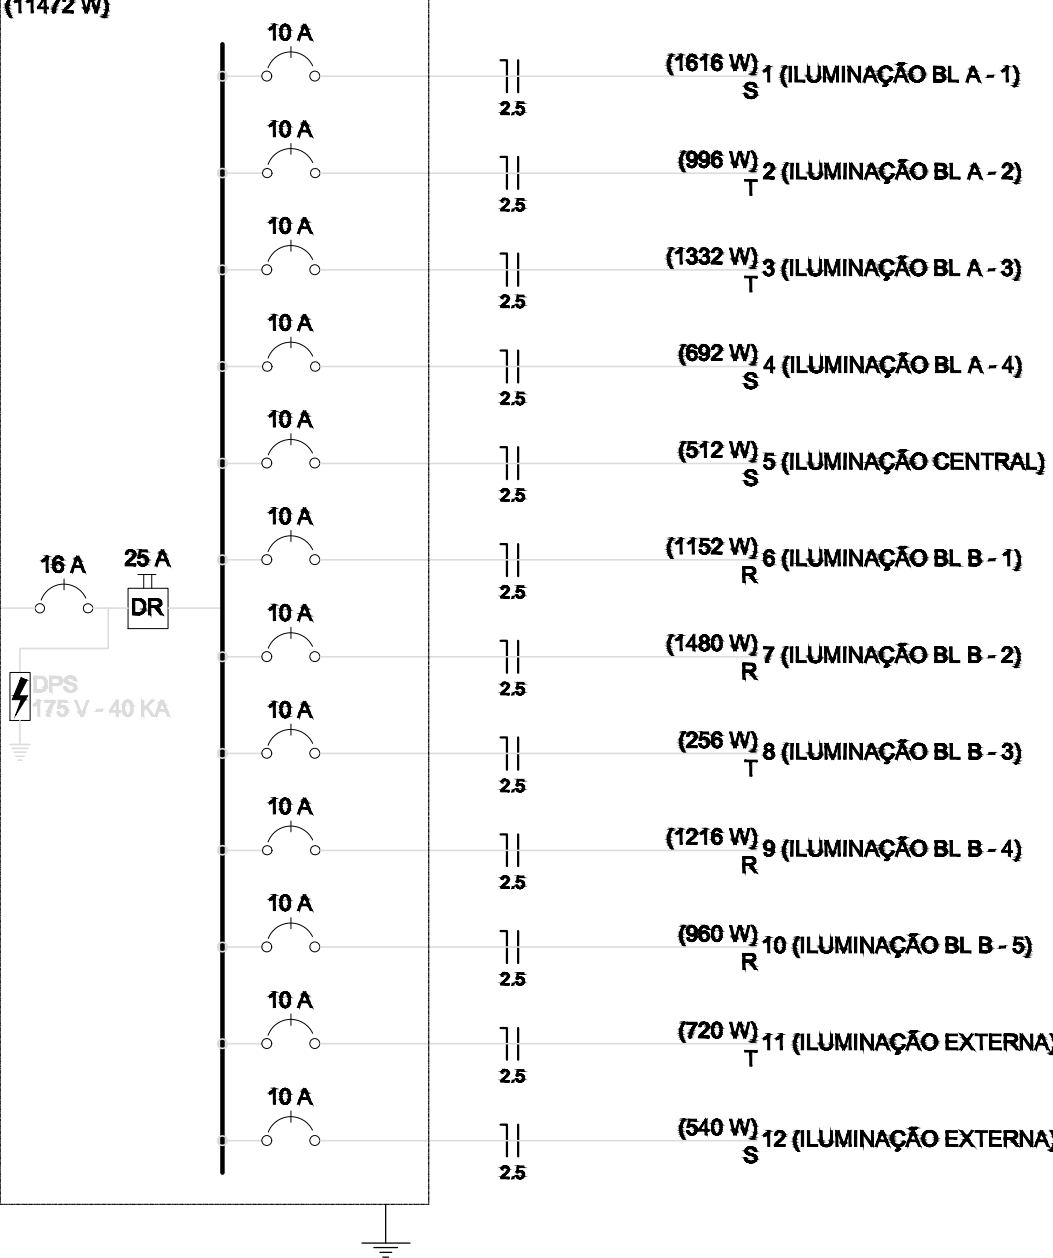 (11472 W)
10 A
2.5
(1616 W)
S
1 (ILUMINAÇÃO BL A - 1)
10 A
2.5
(996 W)
T
2 (ILUMINAÇÃO BL A - 2)
10 A
2.5
(1332 W)
T
3 (ILUMINAÇÃO BL A - 3)
10 A
2.5
(692 W)
S
4 (ILUMINAÇÃO BL A - 4)
10 A
2.5
(512 W)
S
5 (ILUMINAÇÃO CENTRAL)
10 A
2.5
(1152 W)
R
6 (ILUMINAÇÃO BL B - 1)
16 A
25 A
DR
DPS
175 V - 40 KA
10 A
2.5
(1480 W)
R
7 (ILUMINAÇÃO BL B - 2)
10 A
2.5
(256 W)
T
8 (ILUMINAÇÃO BL B - 3)
10 A
2.5
(1216 W)
R
9 (ILUMINAÇÃO BL B - 4)
10 A
2.5
(960 W)
R
10 (ILUMINAÇÃO BL B - 5)
10 A
2.5
(720 W)
T
11 (ILUMINAÇÃO EXTERNA)
10 A
2.5
(540 W)
S
12 (ILUMINAÇÃO EXTERNA)